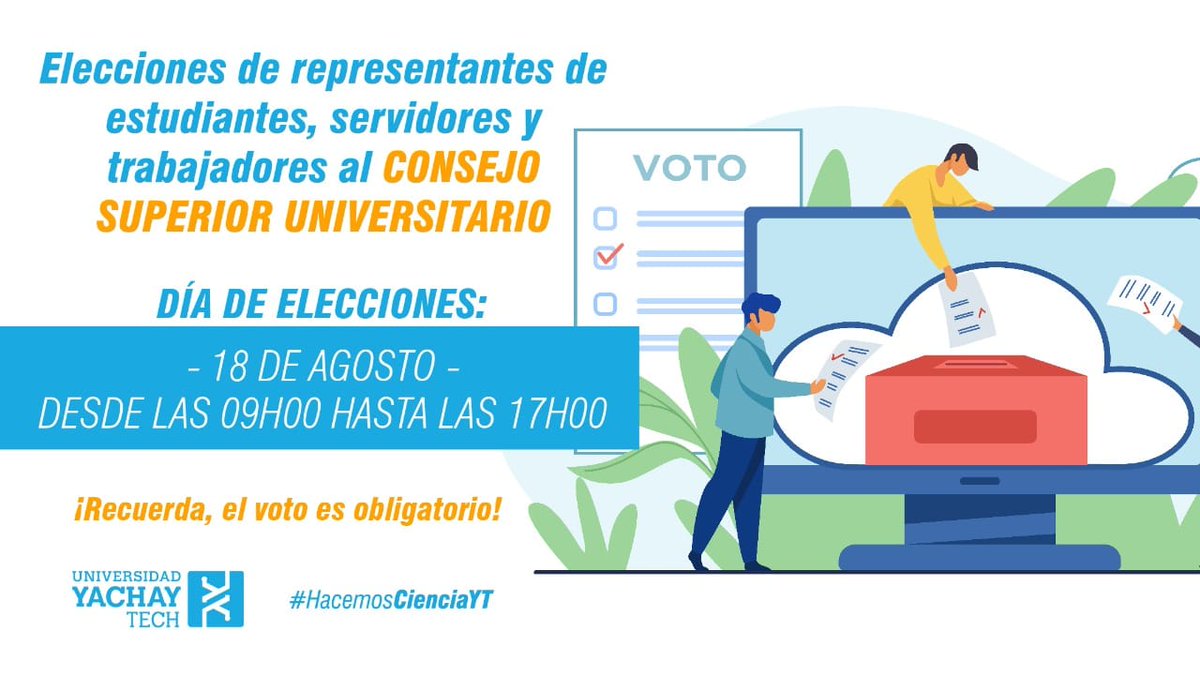 Elecciones de representantes de
estudiantes, servidores y
trabajadores al CONSEJO
SUPERIOR UNIVERSITARIO
DÍA DE ELECCIONES:
- 18 DE AGOSTO -
DESDE LAS 09H00 HASTA LAS 17H00
¡Recuerda, el voto es obligatorio!
UNIVERSIDAD
YACHAY
TECH
#HacemosCienciaYT
VOTO